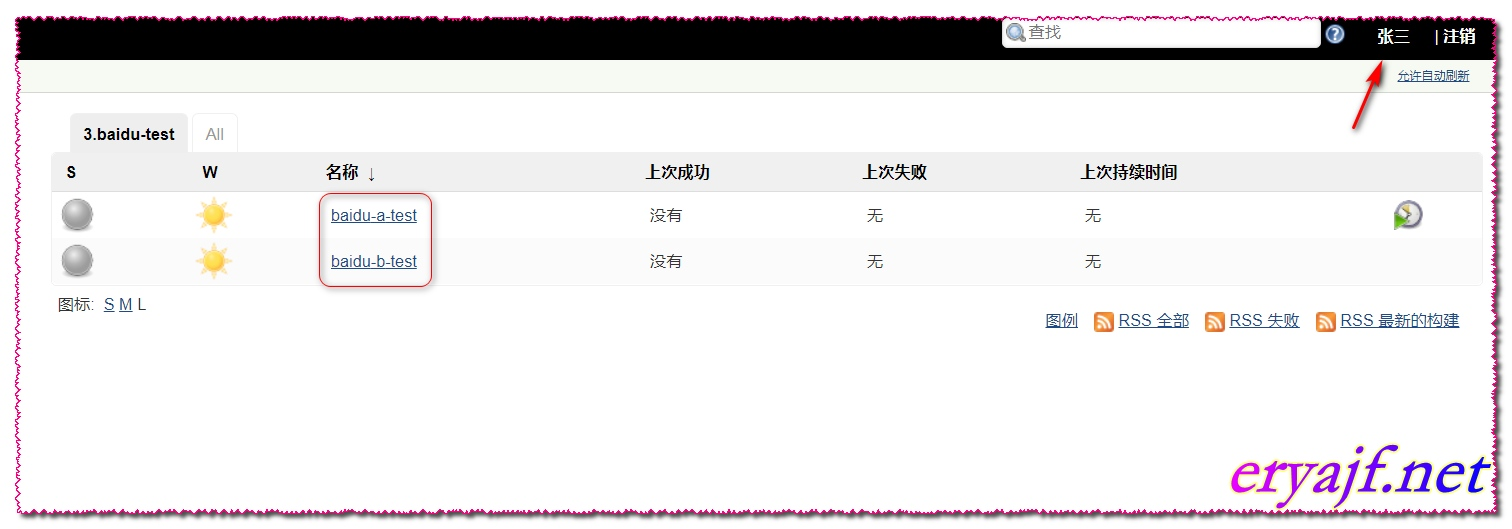 查找 ? 张三 | 注销
允许自动刷新
3.baidu-test All
S W 名称 ↓ 上次成功 上次失败 上次持续时间
baidu-a-test 没有 无 无
baidu-b-test 没有 无 无
图标: S M L
图例 RSS 全部 RSS 失败 RSS 最新的构建
eryajf.net